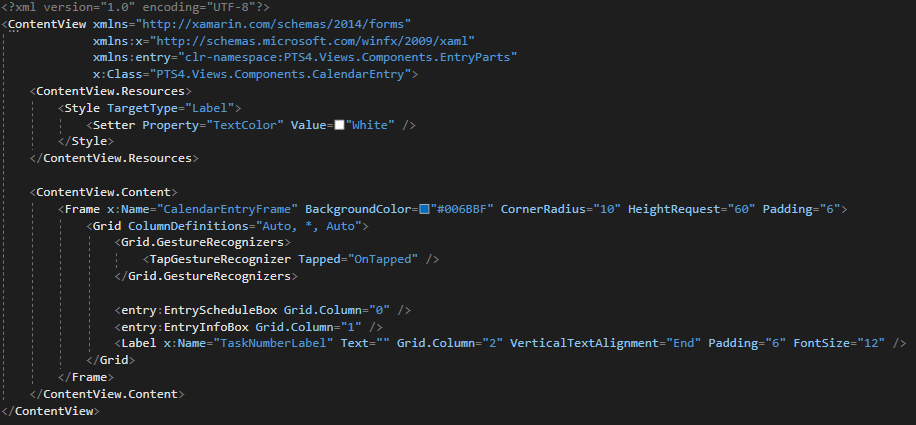 <?xml version="1.0" encoding="UTF-8"?>
<ContentView xmlns="http://xamarin.com/schemas/2014/forms"
xmlns:x="http://schemas.microsoft.com/winfx/2009/xaml"
xmlns:entry="clr-namespace:PTS4.Views.Components.EntryParts"
x:Class="PTS4.Views.Components.CalendarEntry">
<ContentView.Resources>
<Style TargetType="Label">
<Setter Property="TextColor" Value="White" />
</Style>
</ContentView.Resources>
<ContentView.Content>
<Frame x:Name="CalendarEntryFrame" BackgroundColor="#006BBF" CornerRadius="10" HeightRequest="60" Padding="6">
<Grid ColumnDefinitions="Auto, *, Auto">
<Grid.GestureRecognizers>
<TapGestureRecognizer Tapped="OnTapped" />
</Grid.GestureRecognizers>
<entry:EntryScheduleBox Grid.Column="0" />
<entry:EntryInfoBox Grid.Column="1" />
<Label x:Name="TaskNumberLabel" Text="" Grid.Column="2" VerticalTextAlignment="End" Padding="6" FontSize="12" />
</Grid>
</Frame>
</ContentView.Content>
</ContentView>